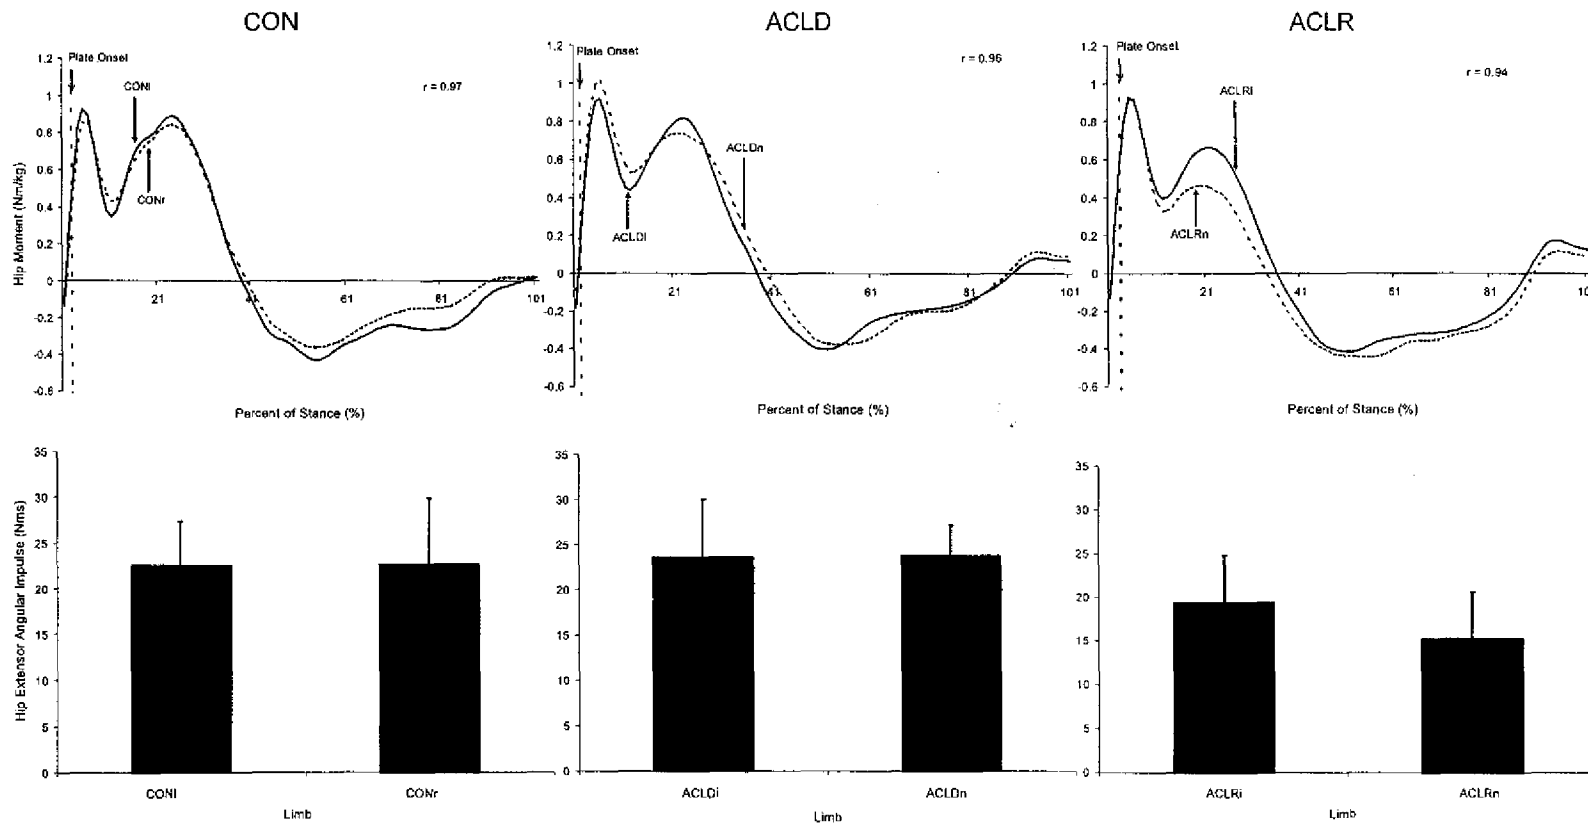 CON
ACLD
ACLR
Plate Onset
CONl
CONr
r = 0.97
Hip Moment (Nm/kg)
1.2
1
0.8
0.6
0.4
0.2
0
-0.2
-0.4
-0.6
21
41
61
81
101
Percent of Stance (%)
Plate Onset
ACLDn
ACLDi
r = 0.96
1.2
1
0.8
0.6
0.4
0.2
0
-0.2
-0.4
-0.6
21
41
61
81
101
Percent of Stance (%)
Plate Onset
ACLRi
ACLRn
r = 0.94
1.2
1
0.8
0.6
0.4
0.2
0
-0.2
-0.4
-0.6
21
41
61
81
Percent of Stance (%)
Hip Extensor Angular Impulse (Nms)
35
30
25
20
15
10
5
0
CONl
CONr
Limb
35
30
25
20
15
10
5
0
ACLDi
ACLDn
Limb
35
30
25
20
15
10
5
0
ACLRi
ACLRn
Limb